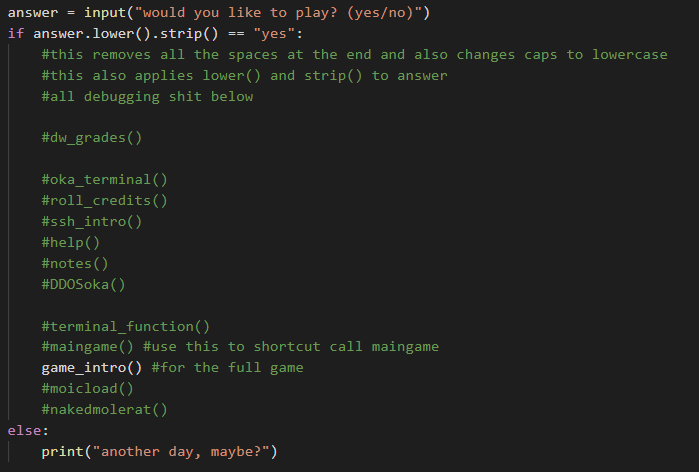 answer = input("would you like to play? (yes/no)")
if answer.lower().strip() == "yes":
#this removes all the spaces at the end and also changes caps to lowercase
#this also applies lower() and strip() to answer
#all debugging shit below
#dw_grades()
#oka_terminal()
#roll_credits()
#ssh_intro()
#help()
#notes()
#DDOSoka()
#terminal_function()
#maingame() #use this to shortcut call maingame
game_intro() #for the full game
#moicload()
#nakedmolerat()
else:
print("another day, maybe?")